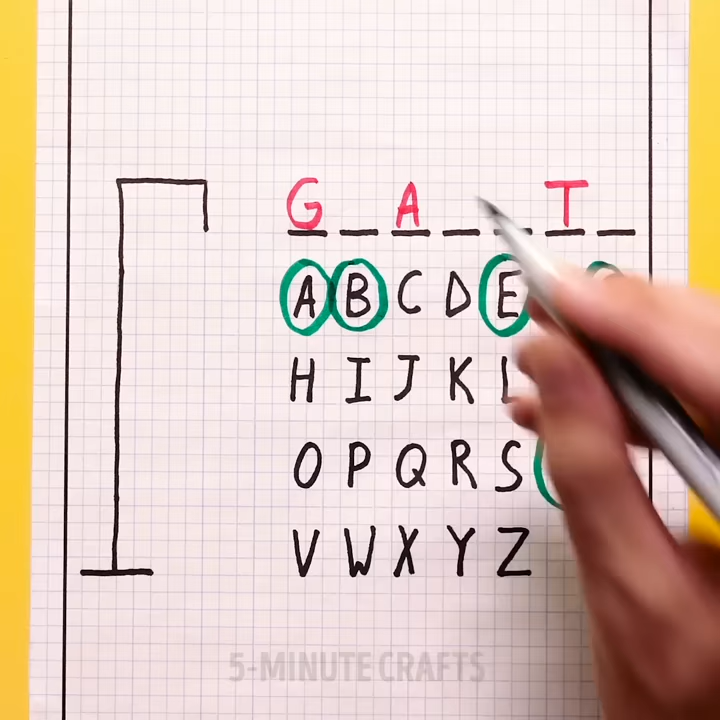 G _ A _ _ T _
A B C D E
H I J K L
O P Q R S
V W X Y Z
5-MINUTE CRAFTS